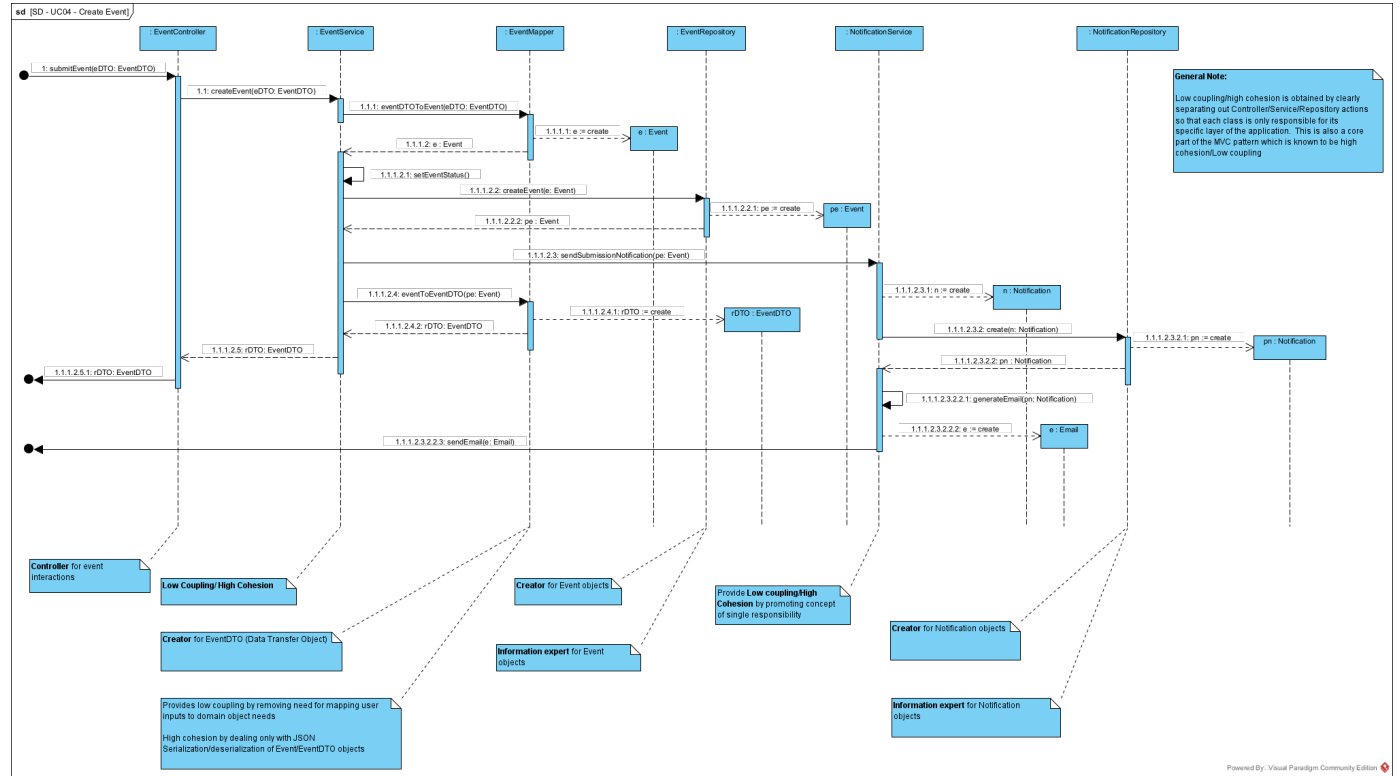 sd [SD - UC04 - Create Event]
: EventController
: EventService
: EventMapper
: EventRepository
: NotificationService
: NotificationRepository
1: submitEvent(eDTO: EventDTO)
General Note:
Low coupling/high cohesion is obtained by clearly
separating out Controller/Service/Repository actions
so that each class is only responsible for its
specific layer of the application. This is also a core
part of the MVC pattern which is known to be high
cohesion/Low coupling
1.1: createEvent(eDTO: EventDTO)
1.1.1: eventDTOToEvent(eDTO: EventDTO)
1.1.1.1: e := create
e : Event
1.1.1.2: e : Event
1.1.1.2.1: setEventStatus()
1.1.1.2.2: createEvent(e: Event)
1.1.1.2.2.1: pe := create
pe : Event
1.1.1.2.2.2: pe : Event
1.1.1.2.3: sendSubmissionNotification(pe: Event)
1.1.1.2.3.1: n := create
n : Notification
1.1.1.2.4: eventToEventDTO(pe: Event)
1.1.1.2.4.1: rDTO := create
rDTO : EventDTO
1.1.1.2.4.2: rDTO: EventDTO
1.1.1.2.3.2: create(n: Notification)
1.1.1.2.3.2.1: pn := create
pn : Notification
1.1.1.2.5: rDTO: EventDTO
1.1.1.2.3.2.2: pn : Notification
1.1.1.2.5.1: rDTO: EventDTO
1.1.1.2.3.2.2.1: generateEmail(pn: Notification)
1.1.1.2.3.2.2.2: e := create
e : Email
1.1.1.2.3.2.2.3: sendEmail(e: Email)
Controller for event
interactions
Low Coupling/ High Cohesion
Creator for Event objects
Provide Low coupling/High
Cohesion by promoting concept
of single responsibility
Creator for EventDTO (Data Transfer Object)
Creator for Notification objects
Information expert for Event
objects
Provides low coupling by removing need for mapping user
inputs to domain object needs
High cohesion by dealing only with JSON
Serialization/deserialization of Event/EventDTO objects
Information expert for Notification
objects
Powered By: Visual Paradigm Community Edition